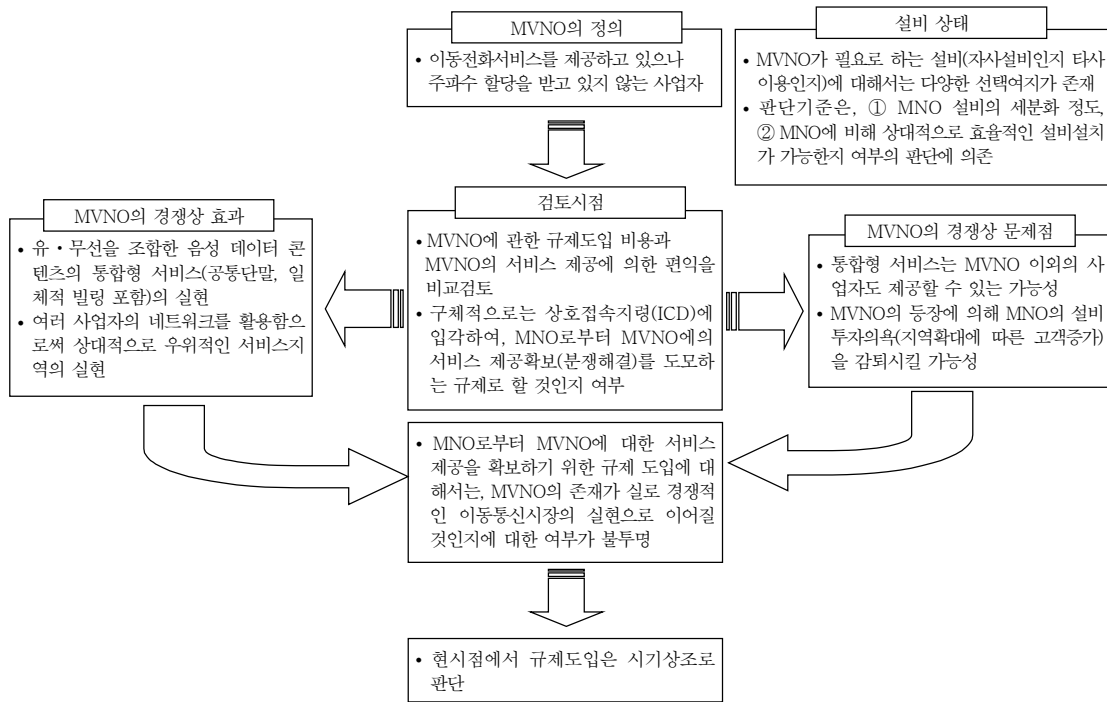 MVNO의 정의
• 이동전화서비스를 제공하고 있으나
주파수 할당을 받고 있지 않는 사업자
설비 상태
• MVNO가 필요로 하는 설비(자사설비인지 타사
이용인지)에 대해서는 다양한 선택여지가 존재
• 판단기준은, ① MNO 설비의 세분화 정도,
② MNO에 비해 상대적으로 효율적인 설비설치
가 가능한지 여부의 판단에 의존
MVNO의 경쟁상 효과
• 유·무선을 조합한 음성 데이터 콘
텐츠의 통합형 서비스(공통단말, 일
체적 빌링 포함)의 실현
• 여러 사업자의 네트워크를 활용함으
로써 상대적으로 우위적인 서비스지
역의 실현
검토시점
• MVNO에 관한 규제도입 비용과
MVNO의 서비스 제공에 의한 편익을
비교검토
• 구체적으로는 상호접속지령(ICD)에
입각하여, MNO로부터 MVNO에의
서비스 제공확보(분쟁해결)를 도모하
는 규제로 할 것인지 여부
MVNO의 경쟁상 문제점
• 통합형 서비스는 MVNO 이외의 사
업자도 제공할 수 있는 가능성
• MVNO의 등장에 의해 MNO의 설비
투자의욕(지역확대에 따른 고객증가)
을 감퇴시킬 가능성
• MNO로부터 MVNO에 대한 서비스
제공을 확보하기 위한 규제 도입에 대
해서는, MVNO의 존재가 실로 경쟁적
인 이동통신시장의 실현으로 이어질
것인지에 대한 여부가 불투명
• 현시점에서 규제도입은 시기상조로
판단